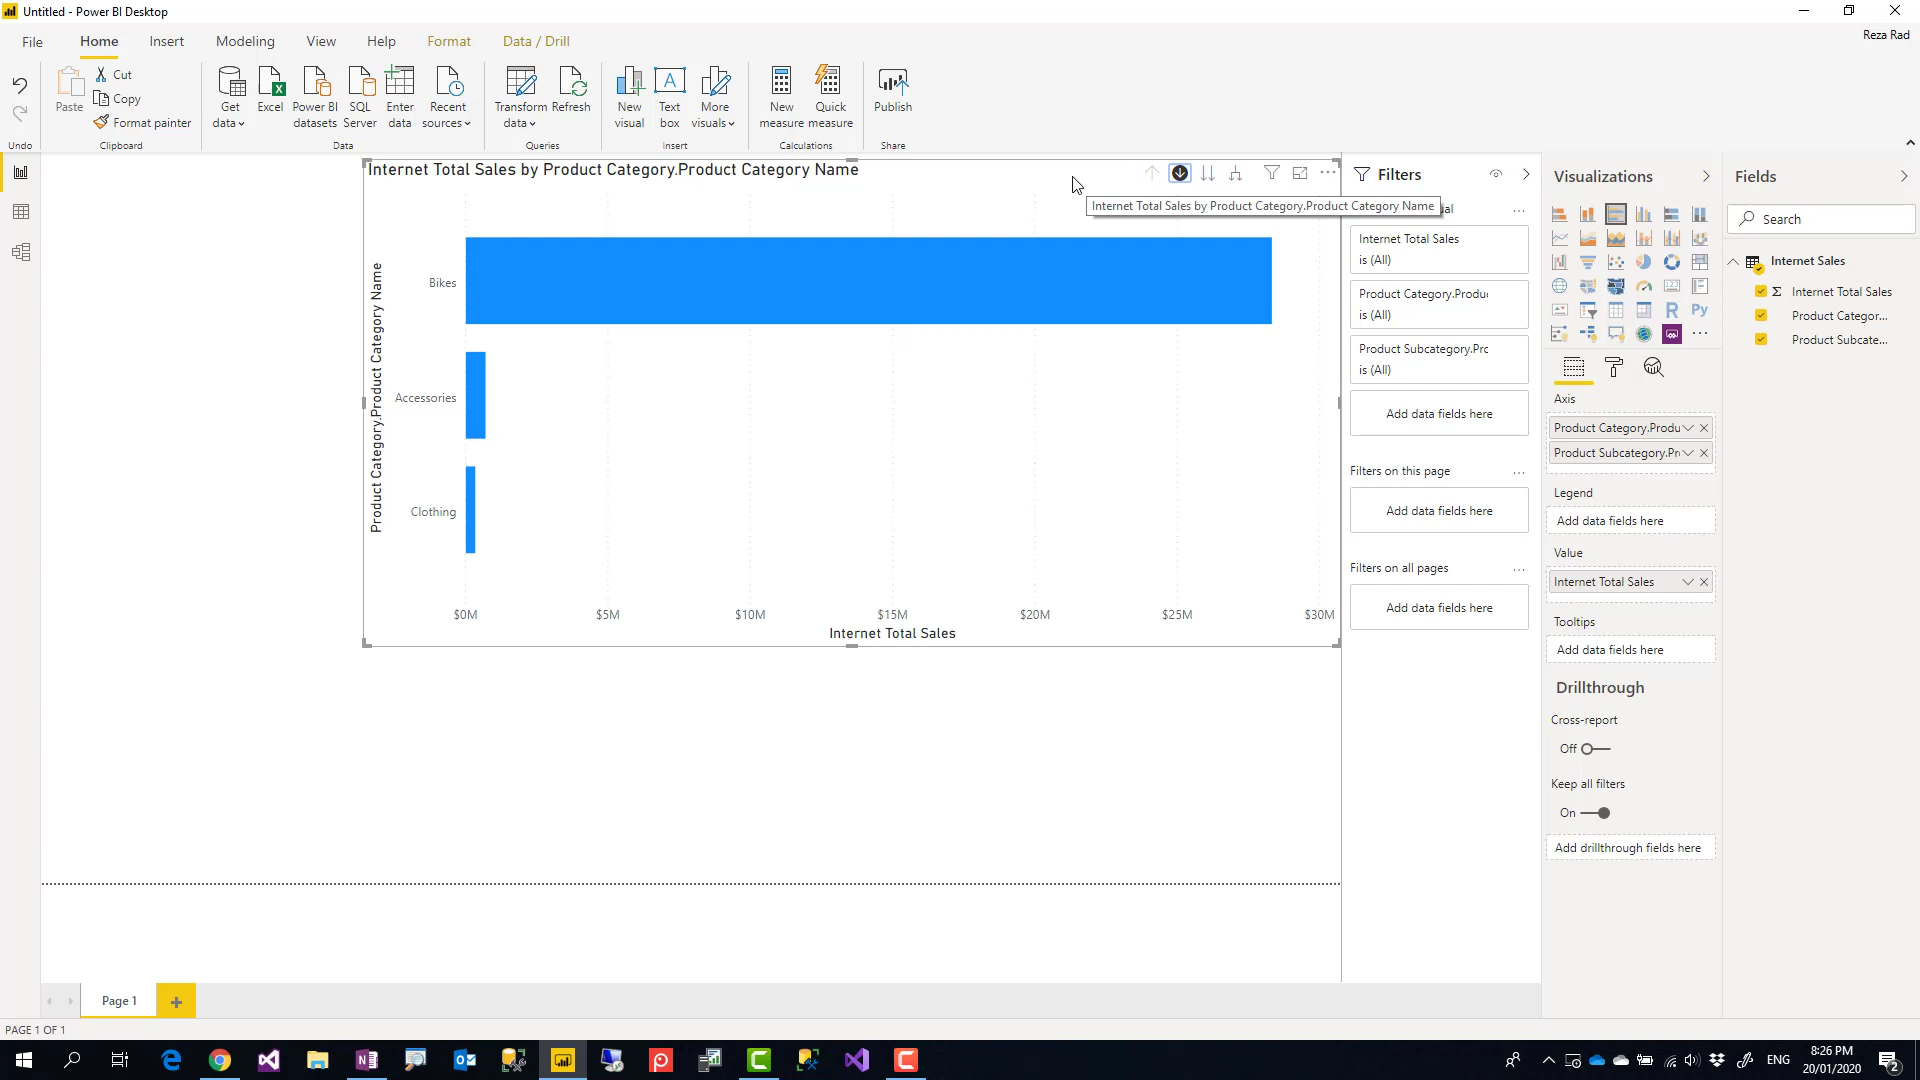 Untitled - Power BI Desktop
Reza Rad
File Home Insert Modeling View Help Format Data / Drill
Paste
Cut
Copy
Format painter
Clipboard
Undo
Get data
Excel
Power BI datasets
SQL Server
Enter data
Recent sources
Data
Transform data
Refresh
Queries
New visual
Text box
More visuals
Insert
New measure
Quick measure
Calculations
Publish
Share
Internet Total Sales by Product Category.Product Category Name
Internet Total Sales by Product Category.Product Category Name
Product Category.Product Category Name
Bikes
Accessories
Clothing
$0M $5M $10M $15M $20M $25M $30M
Internet Total Sales
Filters
ual
Internet Total Sales
is (All)
Product Category.Produc
is (All)
Product Subcategory.Prc
is (All)
Add data fields here
Filters on this page
Add data fields here
Filters on all pages
Add data fields here
Visualizations
R Py
Axis
Product Category.Produ
Product Subcategory.Pr
Legend
Add data fields here
Value
Internet Total Sales
Tooltips
Add data fields here
Drillthrough
Cross-report
Off
Keep all filters
On
Add drillthrough fields here
Fields
Search
Internet Sales
Internet Total Sales
Product Categor...
Product Subcate...
Page 1
PAGE 1 OF 1
ENG
8:26 PM
20/01/2020
2